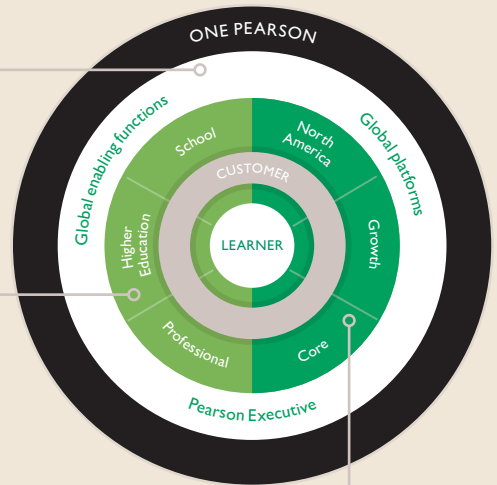 ONE PEARSON
Global enabling functions
Global platforms
School
North
America
CUSTOMER
Higher
Education
LEARNER
Growth
Professional
Core
Pearson Executive